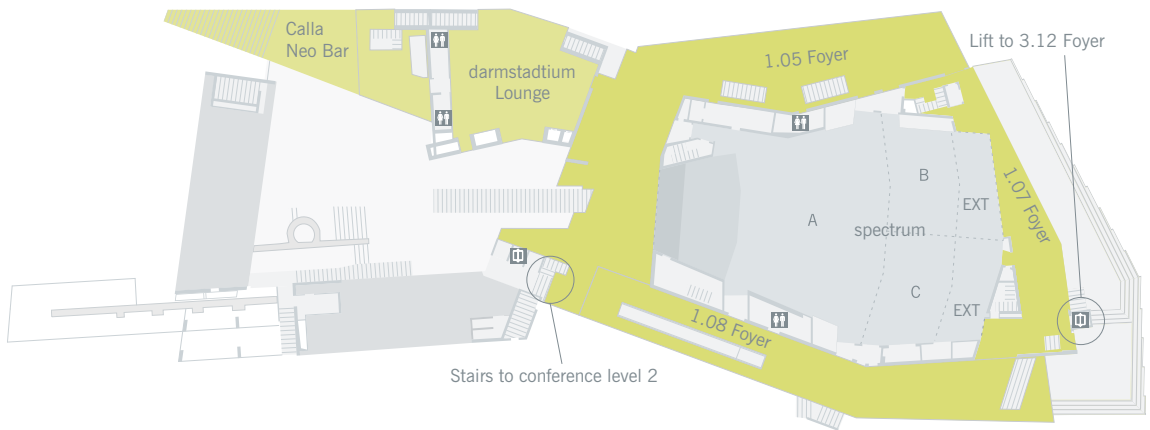 Calla
Neo Bar
darmstadtium
Lounge
1.05 Foyer
Lift to 3.12 Foyer
B
1.07 Foyer
EXT
A
spectrum
C
EXT
1.08 Foyer
Stairs to conference level 2